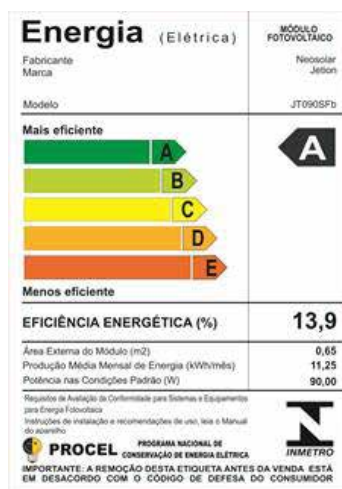 Energia (Elétrica)
MÓDULO
FOTOVOLTAICO
Fabricante
Marca
Neosolar
Jetion
Modelo
JT090SFb
Mais eficiente
A
A
B
C
D
E
Menos eficiente
EFICIÊNCIA ENERGÉTICA (%) 13,9
Área Externa do Módulo (m2) 0,65
Produção Média Mensal de Energia (kWh/mês) 11,25
Potência nas Condições Padrão (W) 90,00
Requisitos de Avaliação da Conformidade para Sistemas e Equipamentos
para Energia Fotovoltaica
Instruções de instalação e recomendações de uso, leia o Manual
do aparelho
PROCEL
PROGRAMA NACIONAL DE
CONSERVAÇÃO DE ENERGIA ELÉTRICA
INMETRO
IMPORTANTE: A REMOÇÃO DESTA ETIQUETA ANTES DA VENDA ESTÁ
EM DESACORDO COM O CÓDIGO DE DEFESA DO CONSUMIDOR